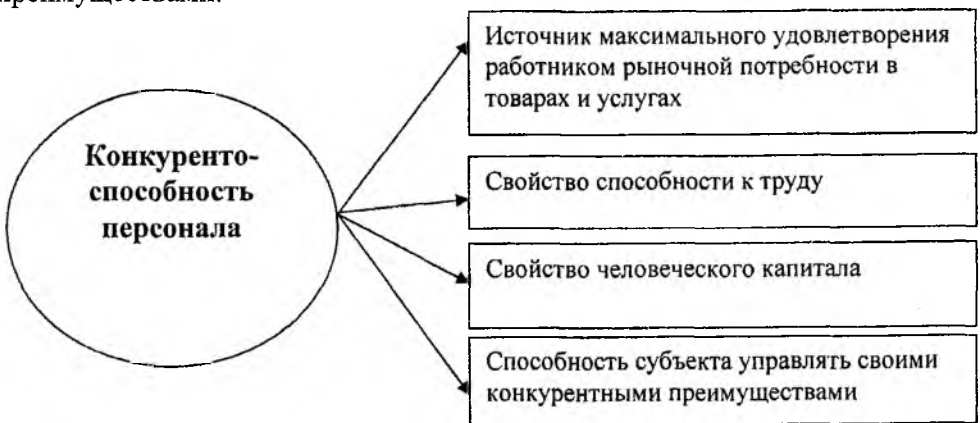 преимуществами.
Конкуренто-
способность
персонала
Источник максимального удовлетворения
работником рыночной потребности в
товарах и услугах
Свойство способности к труду
Свойство человеческого капитала
Способность субъекта управлять своими
конкурентными преимуществами